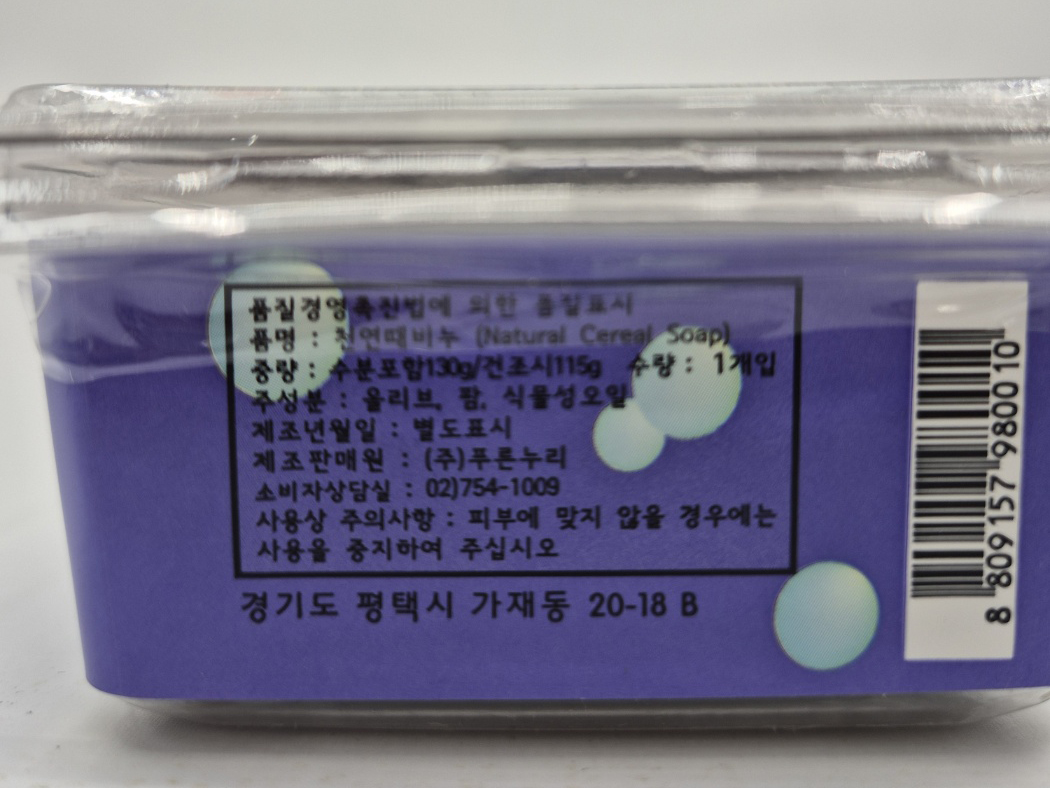 품질경영촉진법에 의한 품질표시
품명 : 천연때비누 (Natural Cereal Soap)
중량 : 수분포함130g/건조시115g 수량 : 1개입
주성분 : 올리브, 팜, 식물성오일
제조년월일 : 별도표시
제조판매원 : (주)푸른누리
소비자상담실 : 02)754-1009
사용상 주의사항 : 피부에 맞지 않을 경우에는
사용을 중지하여 주십시오
경기도 평택시 가재동 20-18 B
8 809157 980010